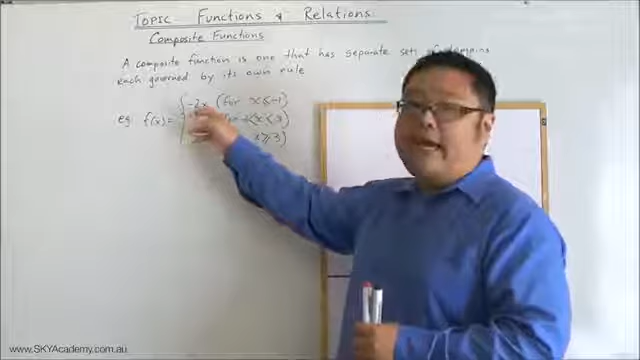 TOPIC Functions & Relations
Composite Functions
A composite function is one that has separate sets of domains
each governed by its own rule
eg f(x) = { -2x (for x ≤ -1)
x ≤ 3)
x ≥ 3)
www.SKYAcademy.com.au